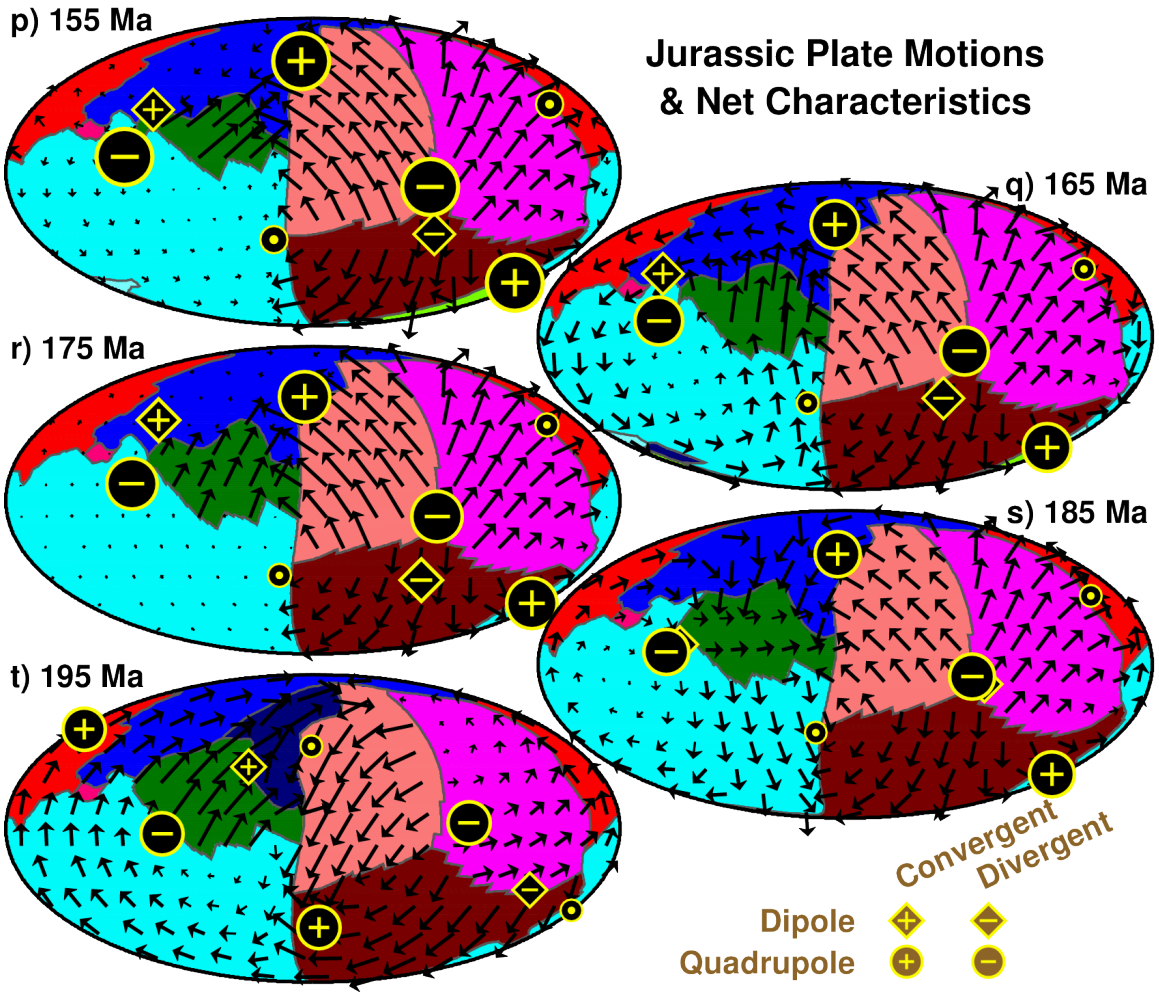 p) 155 Ma
Jurassic Plate Motions
& Net Characteristics
q) 165 Ma
r) 175 Ma
s) 185 Ma
t) 195 Ma
Convergent
Divergent
Dipole
Quadrupole